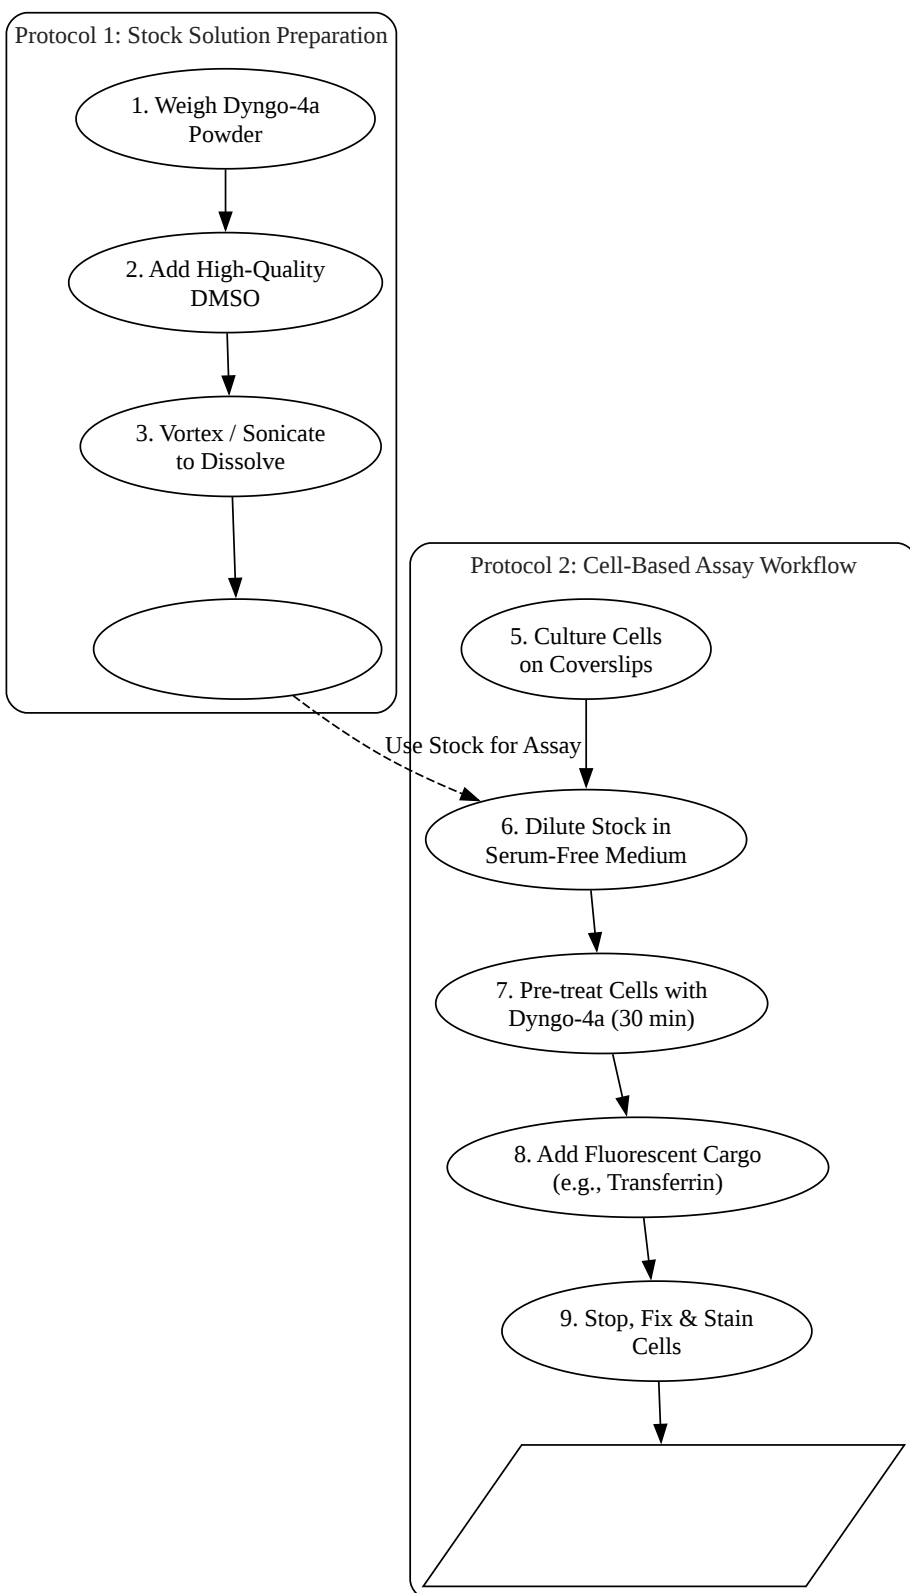 Protocol 1: Stock Solution Preparation
1. Weigh Dyngo-4a
Powder
2. Add High-Quality
DMSO
3. Vortex / Sonicate
to Dissolve
Protocol 2: Cell-Based Assay Workflow
5. Culture Cells
on Coverslips
Use Stock for Assay
6. Dilute Stock in
Serum-Free Medium
7. Pre-treat Cells with
Dyngo-4a (30 min)
8. Add Fluorescent Cargo
(e.g., Transferrin)
9. Stop, Fix & Stain
Cells